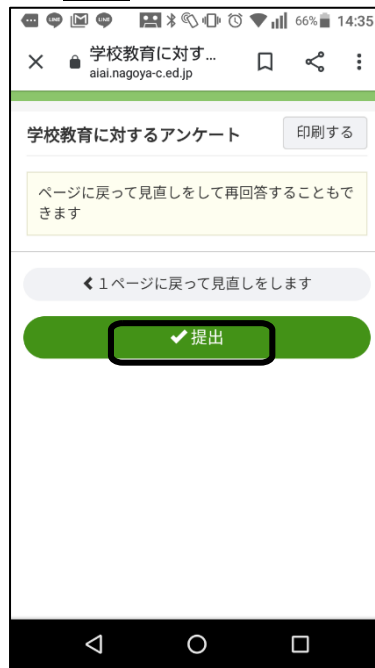 66% 14:35
学校教育に対す...
aiai.nagoya-c.ed.jp
学校教育に対するアンケート
印刷する
ページに戻って見直しをして再回答することもで
きます
1ページに戻って見直しをします
提出